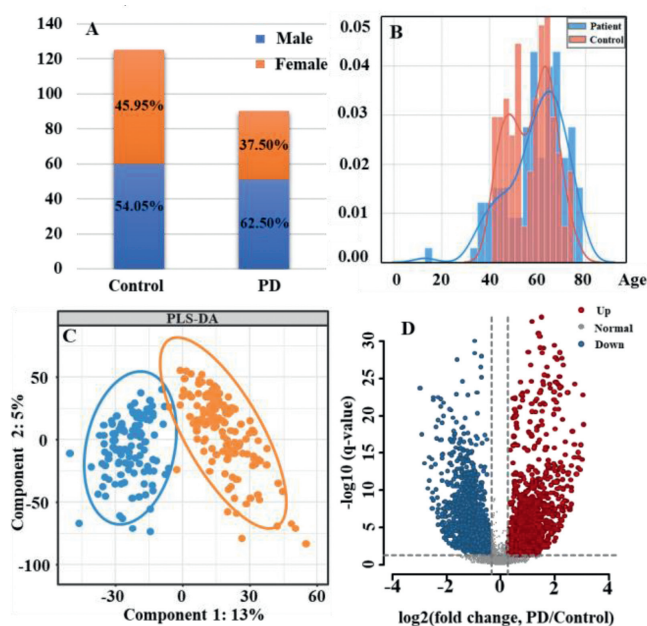 A
140
120
100
80
60
40
20
0
Male
Female
45.95%
54.05%
37.50%
62.50%
Control
PD
B
Patient
Control
0.05
0.04
0.03
0.02
0.01
0.00
0
20
40
60
80
Age
PLS-DA
C
50
0
-50
-100
-30
0
30
60
Component 2: 5%
Component 1: 13%
D
Up
Normal
Down
30
25
20
15
10
5
0
-4
-2
0
2
4
-log10 (q-value)
log2(fold change, PD/Control)